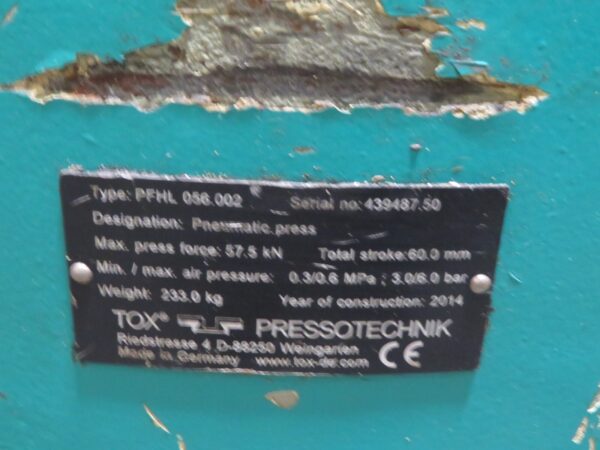 Type: PFHL 056.002 Serial no: 439487.50
Designation: Pneumatic press
Max. press force: 57.5 kN Total stroke: 60.0 mm
Min. / max. air pressure: 0.3/0.6 MPa ; 3.0/6.0 bar
Weight: 233.0 kg Year of construction: 2014
TOX® PRESSOTECHNIK
Riedstrasse 4 D-88250 Weingarten
Made in Germany www.tox-de.com CE